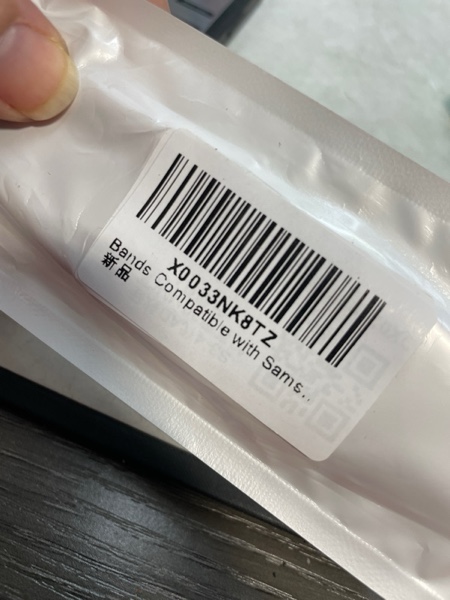 X0033NK8TZ
Bands Compatible with Sams...
新品